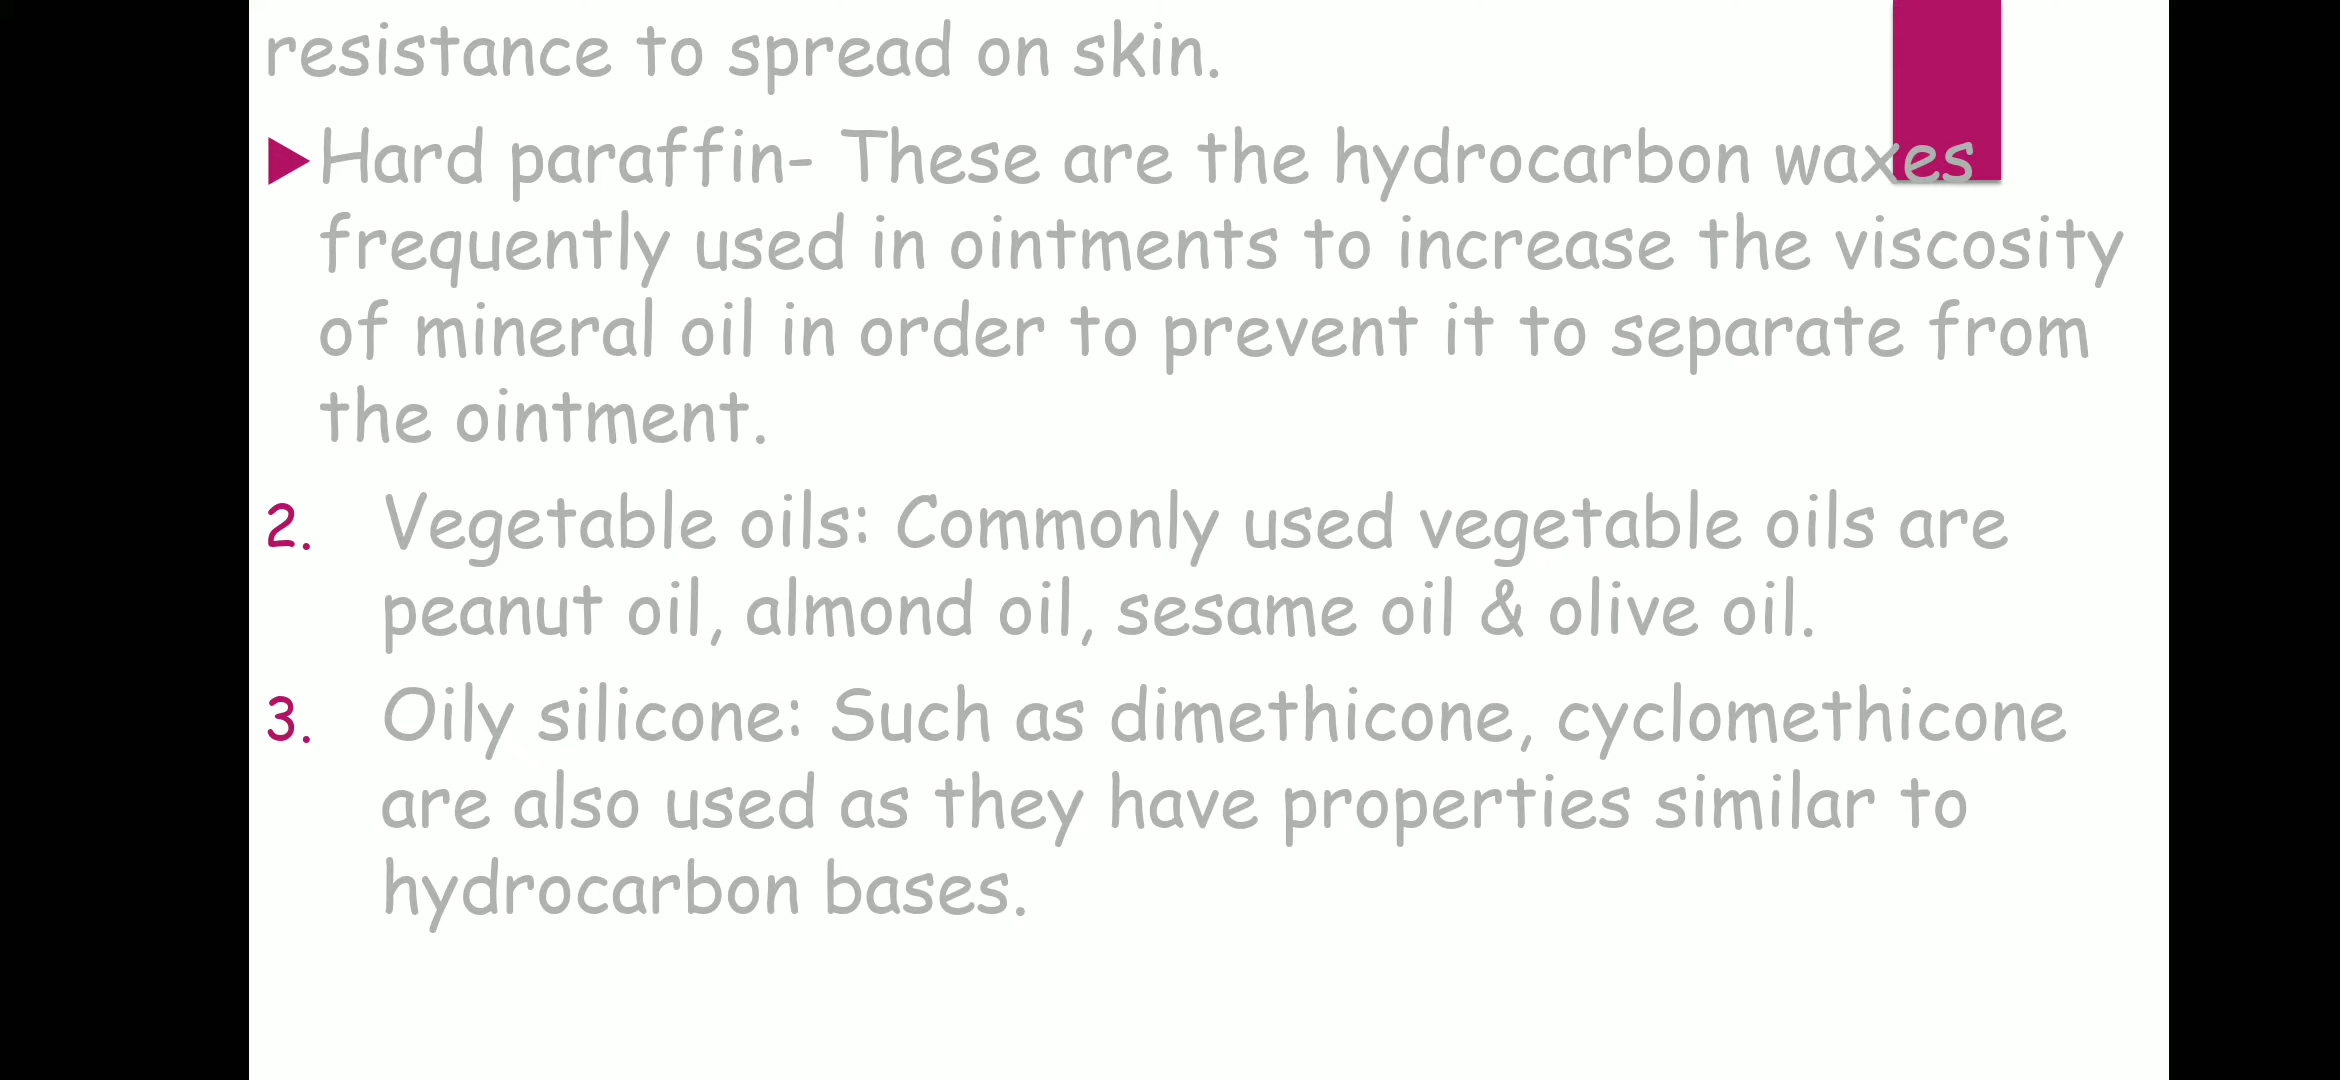 resistance to spread on skin.
Hard paraffin- These are the hydrocarbon waxes
frequently used in ointments to increase the viscosity
of mineral oil in order to prevent it to separate from
the ointment.
2. Vegetable oils: Commonly used vegetable oils are
peanut oil, almond oil, sesame oil & olive oil.
3. Oily silicone: Such as dimethicone, cyclomethicone
are also used as they have properties similar to
hydrocarbon bases.